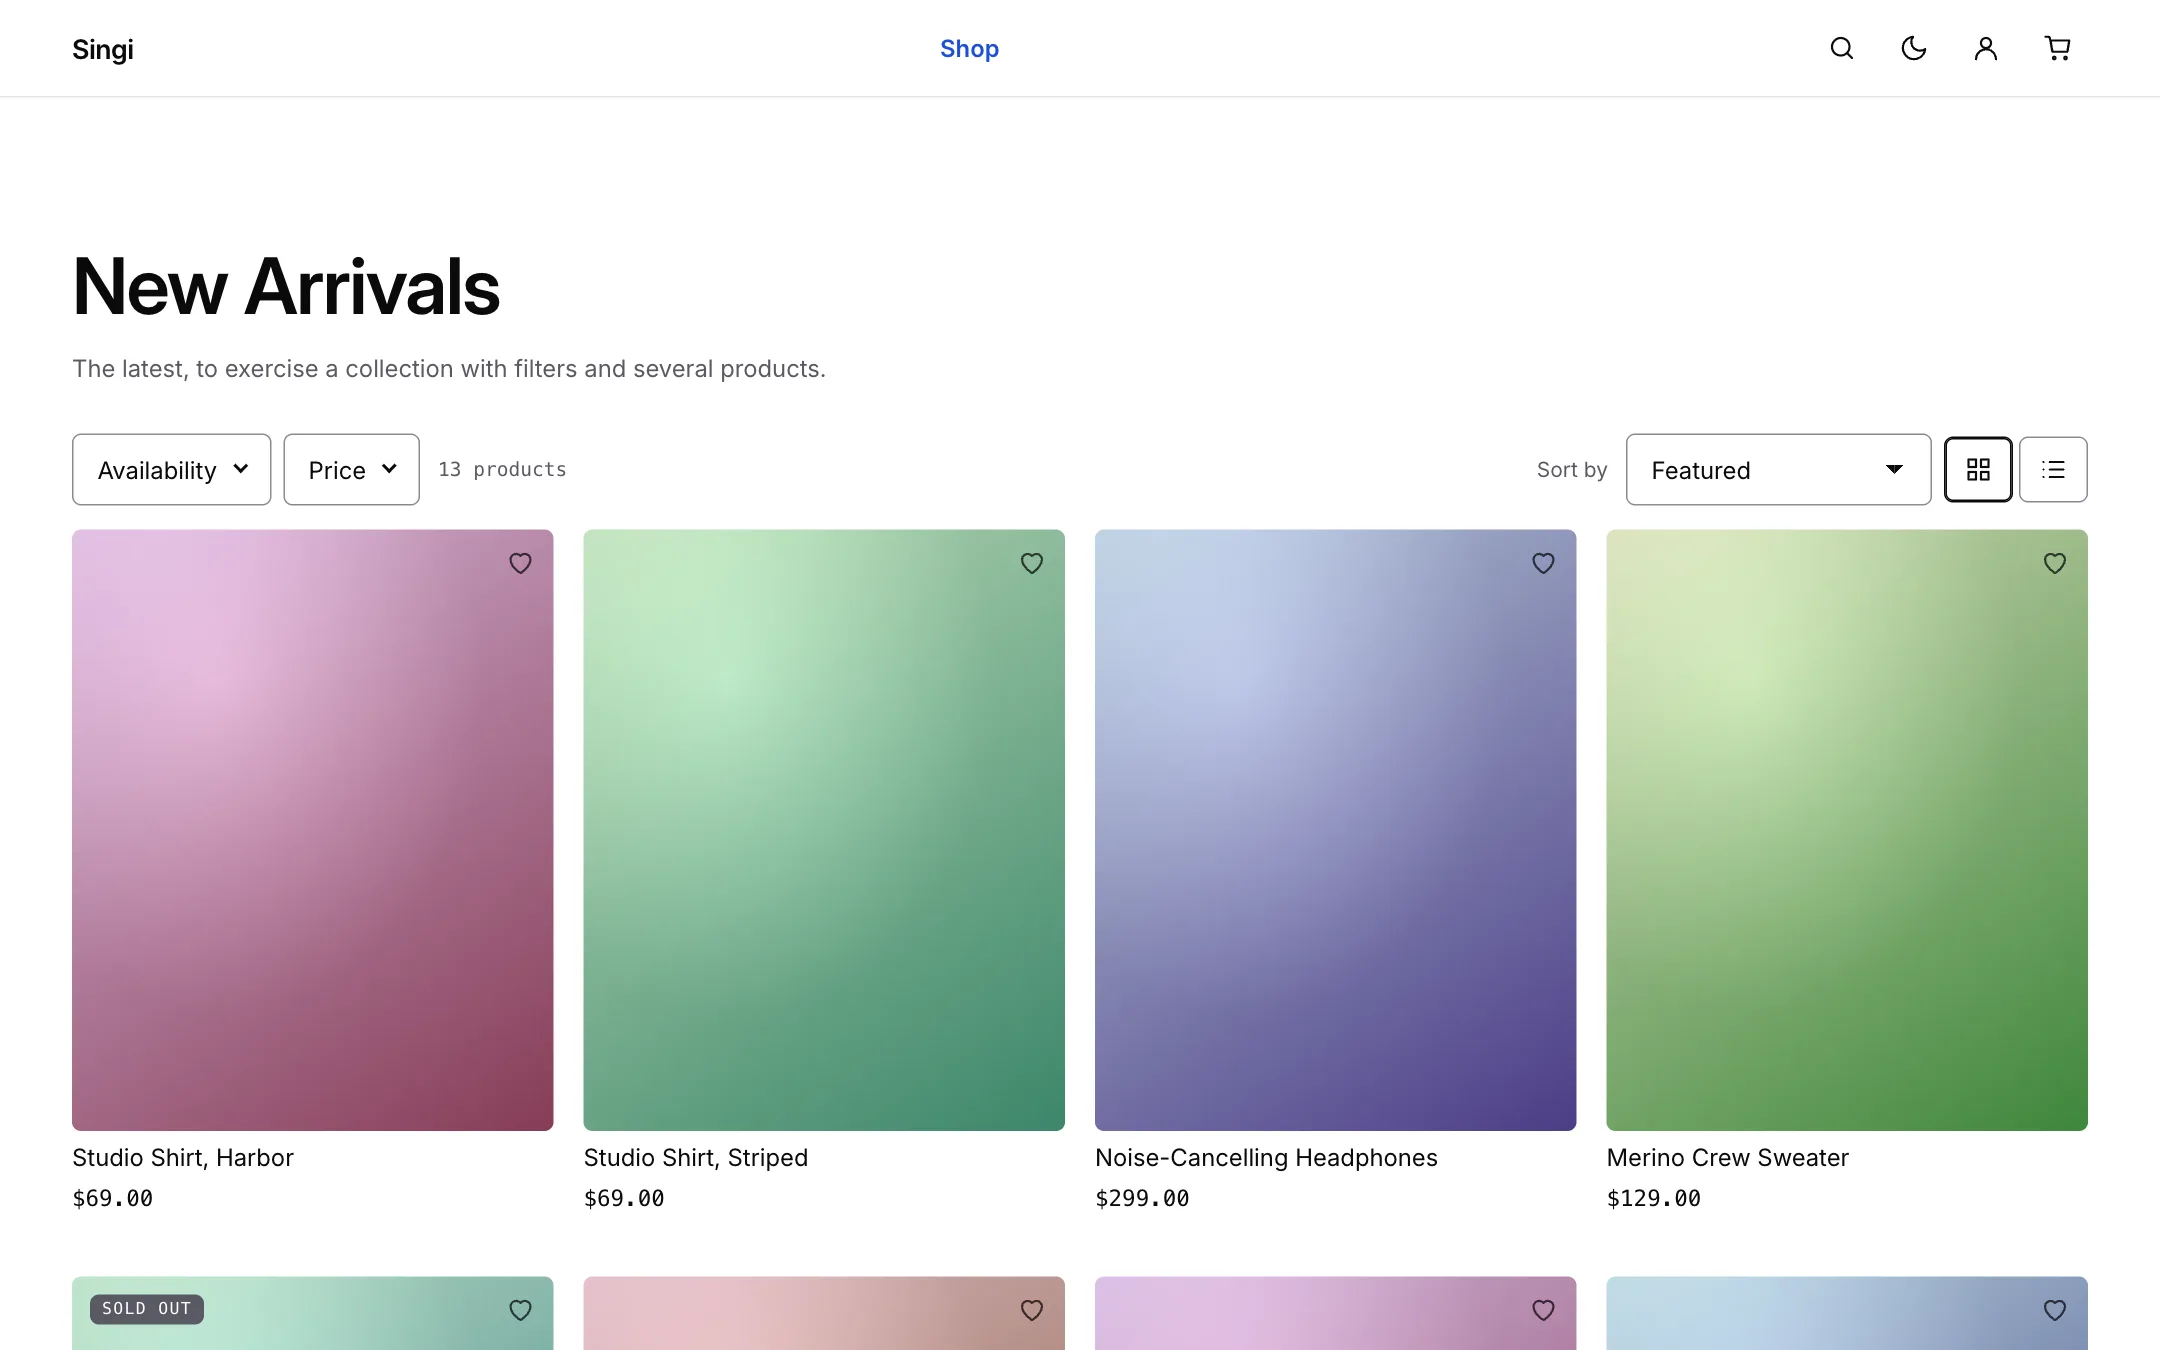 Singi
Shop
New Arrivals
The latest, to exercise a collection with filters and several products.
Availability
Price
13 products
Sort by
Featured
Studio Shirt, Harbor
$69.00
Studio Shirt, Striped
$69.00
Noise-Cancelling Headphones
$299.00
Merino Crew Sweater
$129.00
SOLD OUT